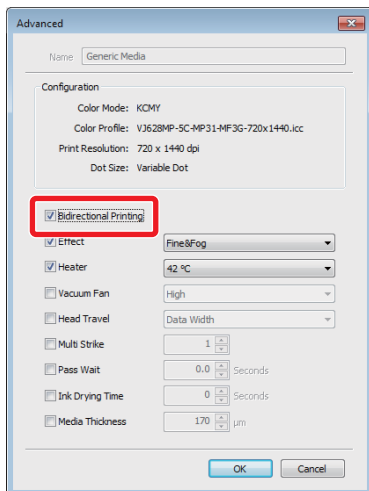 Advanced
Name Generic Media
Configuration
Color Mode: KCMY
Color Profile: VJ628MP-5C-MP31-MF3G-720x1440.icc
Print Resolution: 720 x 1440 dpi
Dot Size: Variable Dot
Bidirectional Printing
Effect Fine&Fog
Heater 42 ºC
Vacuum Fan High
Head Travel Data Width
Multi Strike 1
Pass Wait 0.0 Seconds
Ink Drying Time 0 Seconds
Media Thickness 170 µm
OK Cancel